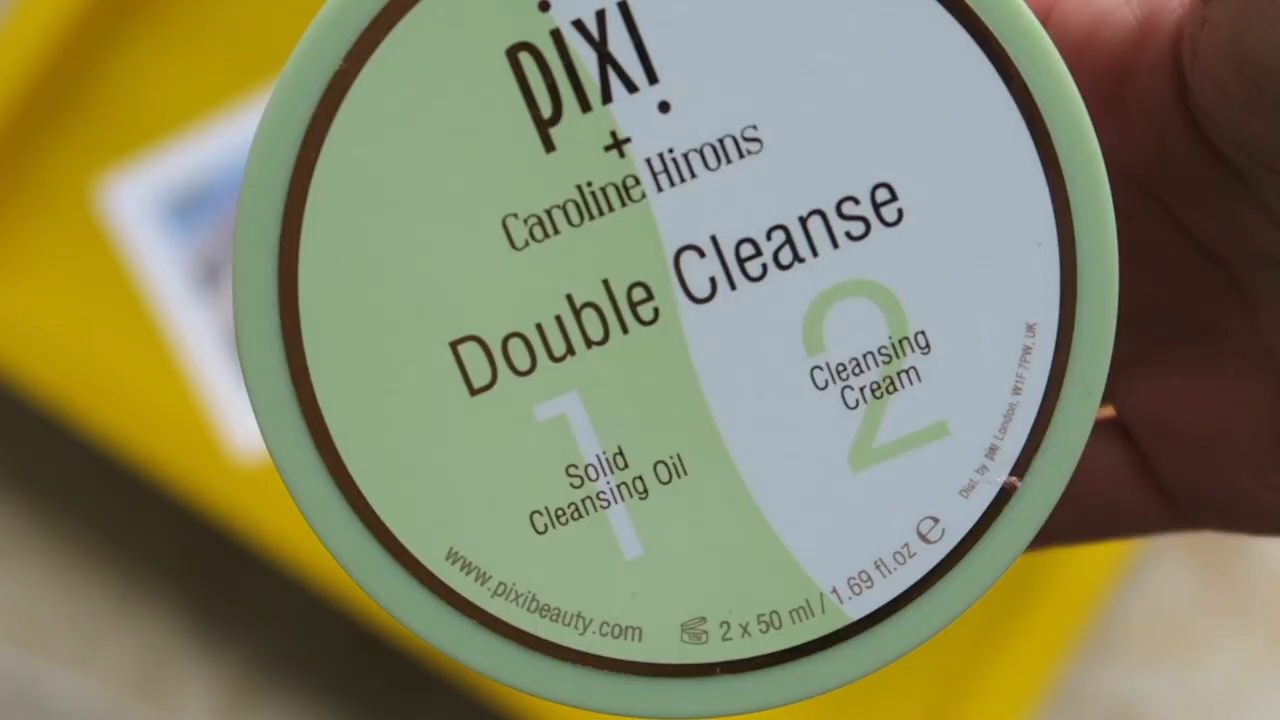 pixi
+
Caroline Hirons
Double Cleanse
1
Solid
Cleansing Oil
2
Cleansing
Cream
www.pixibeauty.com
2 x 50 ml / 1.69 fl.oz e
Dist. by pixi London, W1F 7PW, UK